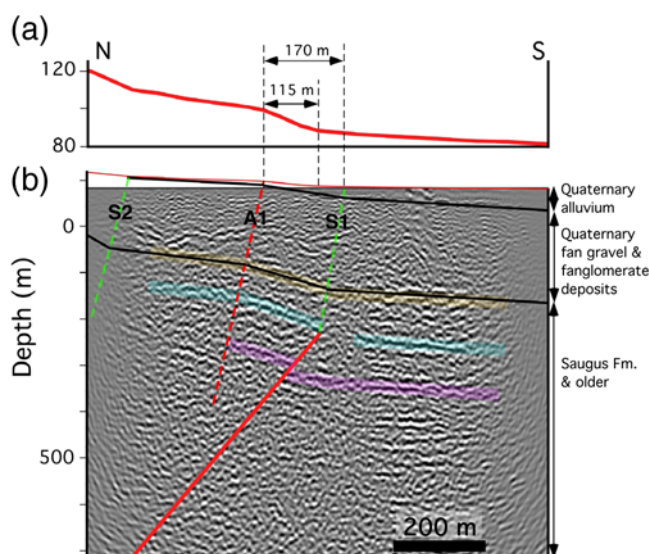 (a)
N
S
170 m
115 m
120
80
(b)
S2
A1
S1
0
500
Depth (m)
Quaternary
alluvium
Quaternary
fan gravel &
fanglomerate
deposits
Saugus Fm.
& older
200 m